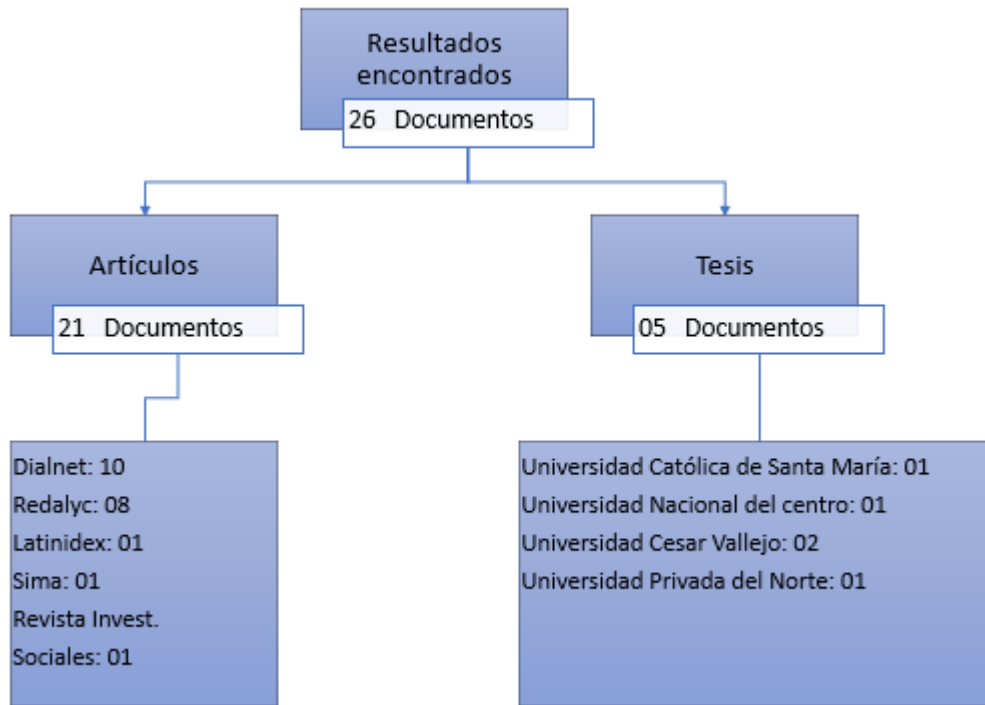 Resultados
encontrados
26 Documentos
Artículos
21 Documentos
Tesis
05 Documentos
Dialnet: 10
Redalyc: 08
Latinidex: 01
Sima: 01
Revista Invest.
Sociales: 01
Universidad Católica de Santa María: 01
Universidad Nacional del centro: 01
Universidad Cesar Vallejo: 02
Universidad Privada del Norte: 01